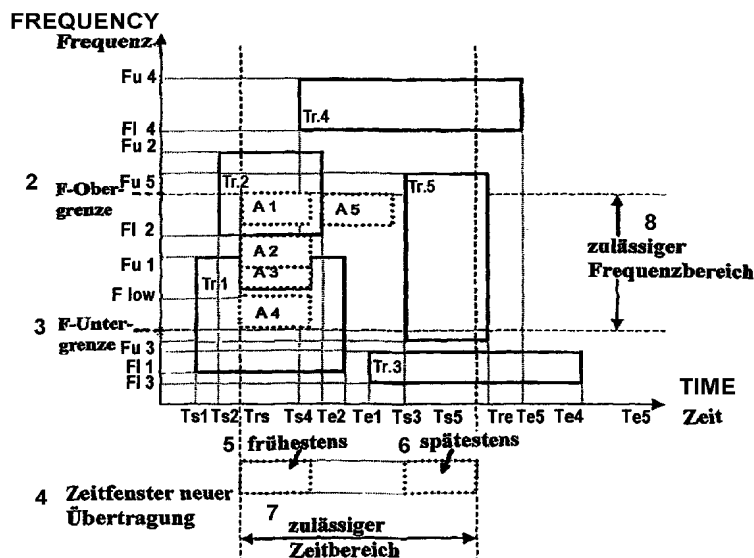 FREQUENCY
Frequenz
Fu 4
Tr.4
Fl 4
Fu 2
Tr.2
Fu 5
Tr.5
2 F-Ober-
grenze
A 1
A 5
8
zulässiger
Frequenzbereich
Fl 2
A 2
Fu 1
A 3
Tr.1
F low
A 4
3 F-Unter-
grenze
Fu 3
Fl 1
Tr.3
Fl 3
TIME
Ts1 Ts2 Trs Ts4 Te2 Te1 Ts3 Ts5 Tre Te5 Te4 Te5 Zeit
5 frühestens 6 spätestens
4 Zeitfenster neuer
Übertragung
7
zulässiger
Zeitbereich